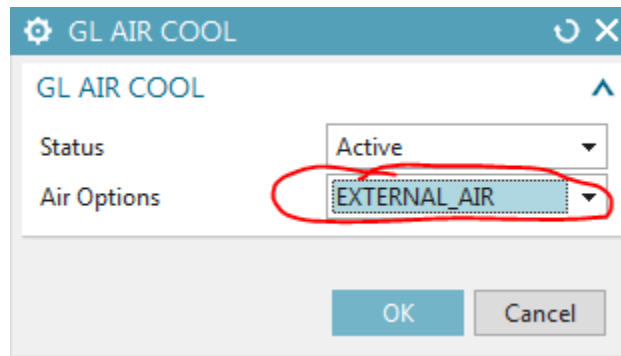 GL AIR COOL
GL AIR COOL
Status Active
Air Options EXTERNAL_AIR
OK Cancel